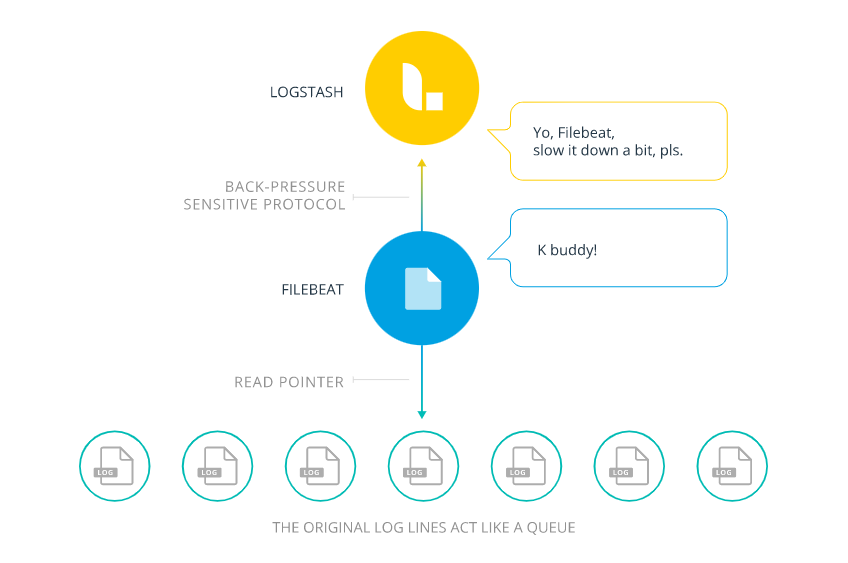 LOGSTASH
Yo, Filebeat,
slow it down a bit, pls.
BACK-PRESSURE
SENSITIVE PROTOCOL
K buddy!
FILEBEAT
READ POINTER
LOG
LOG
LOG
LOG
LOG
LOG
LOG
THE ORIGINAL LOG LINES ACT LIKE A QUEUE